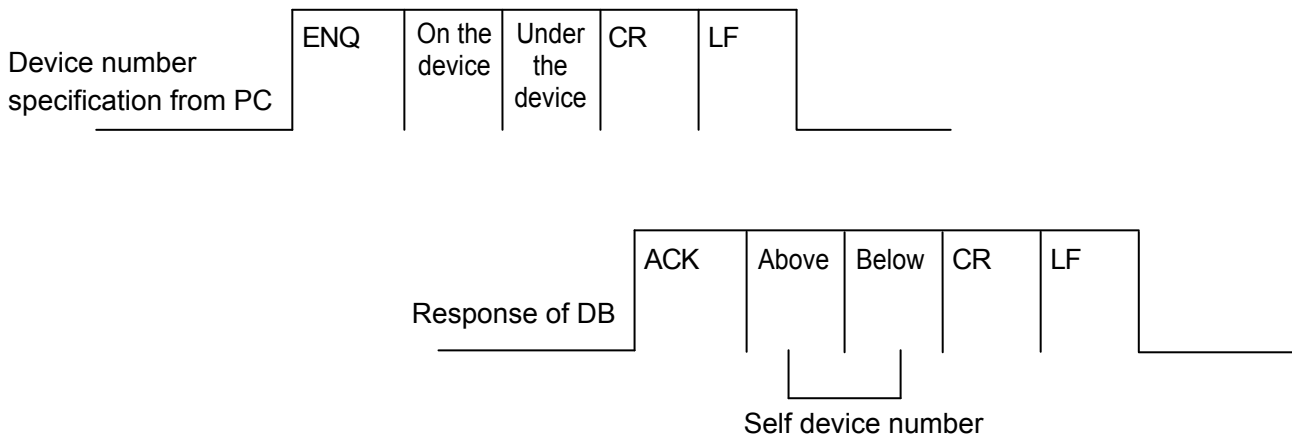 ENQ
On the
device
Under
the
device
CR
LF
Device number
specification from PC
ACK
Above
Below
CR
LF
Response of DB
Self device number